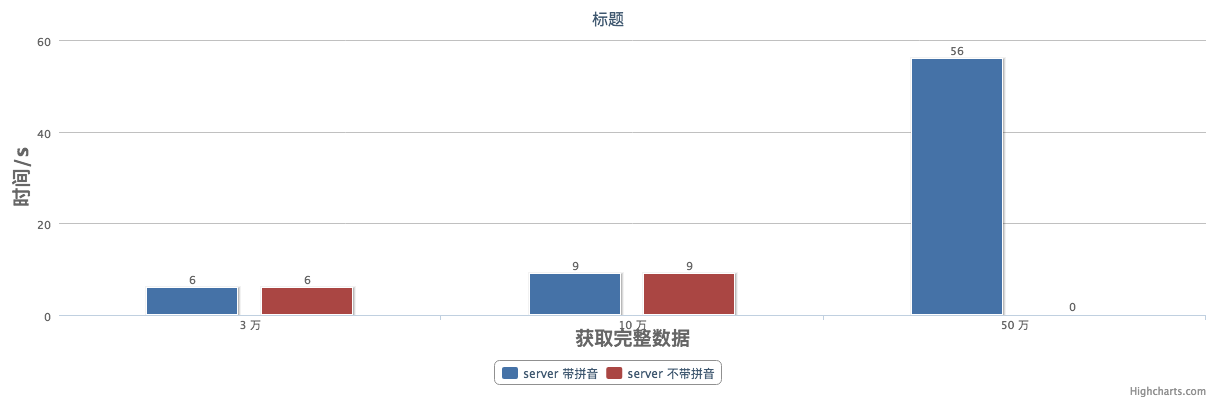 标题
时间/s
60
40
20
0
6
6
9
9
56
0
3 万
10 万
50 万
获取完整数据
server 带拼音
server 不带拼音
Highcharts.com